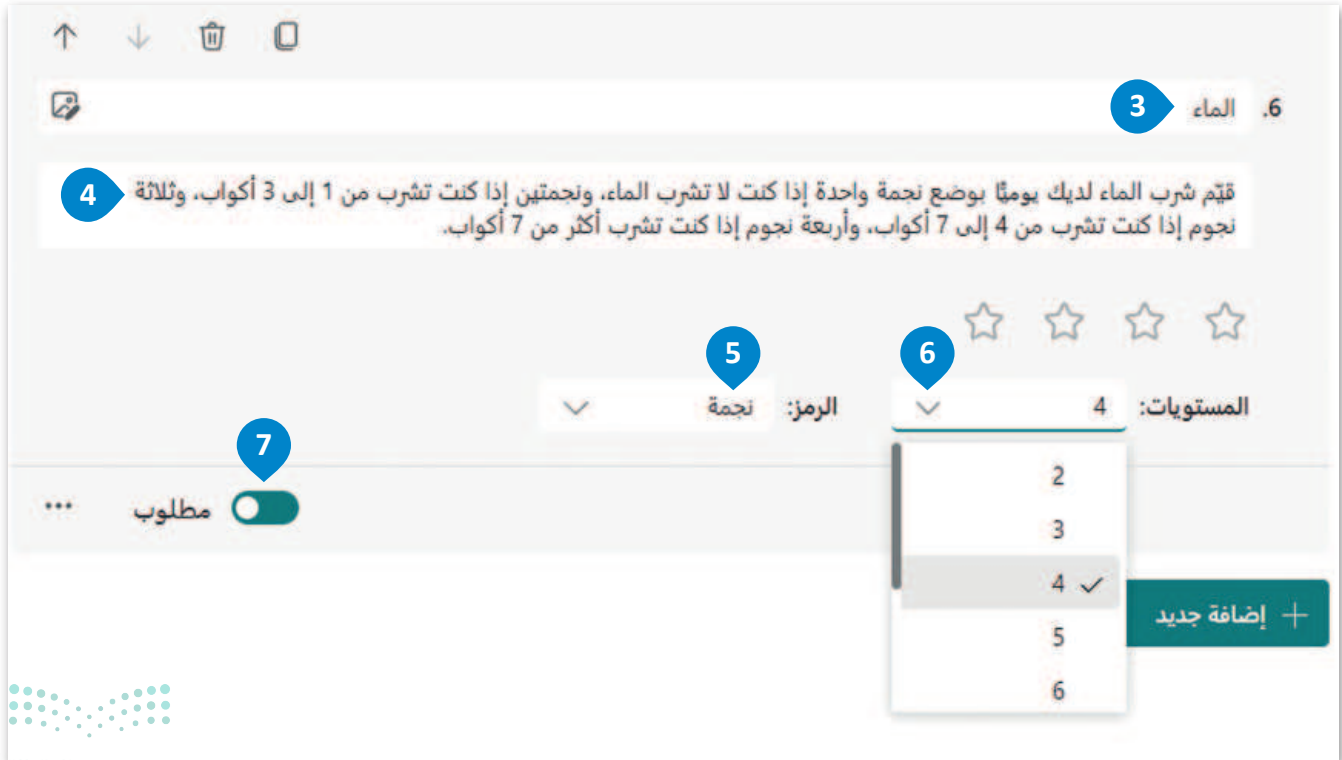 6. الماء 3
4 قيّم شرب الماء لديك يوميًا بوضع نجمة واحدة إذا كنت لا تشرب الماء، ونجمتين إذا كنت تشرب من 1 إلى 3 أكواب، وثلاثة
نجوم إذا كنت تشرب من 4 إلى 7 أكواب، وأربعة نجوم إذا كنت تشرب أكثر من 7 أكواب.
6
5
المستويات: 4 الرمز: نجمة
7
مطلوب
2
3
4
5
6
إضافة جديد